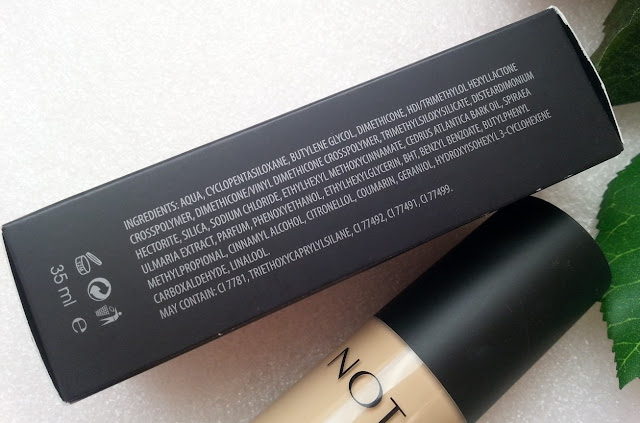 INGREDIENTS: AQUA, CYCLOPENTASILOXANE, BUTYLENE GLYCOL, DIMETHICONE, HDI/TRIMETHYLOL HEXYLLACTONE
CROSSPOLYMER, DIMETHICONE/VINYL DIMETHICONE CROSSPOLYMER, TRIMETHYLSILOXYSILICATE, DISTEARDIMONIUM
HECTORITE, SILICA, SODIUM CHLORIDE, ETHYLHEXYL METHOXYCINNAMATE, CEDRUS ATLANTICA BARK OIL, SPIRAEA
ULMARIA EXTRACT, PARFUM, PHENOXYETHANOL, ETHYLHEXYLGLYCERIN, BHT, BENZYL BENZOATE, BUTYLPHENYL
METHYLPROPIONAL, CINNAMYL ALCOHOL, CITRONELLOL, COUMARIN, GERANIOL, HYDROXYISOHEXYL 3-CYCLOHEXENE
CARBOXALDEHYDE, LINALOOL.
MAY CONTAIN: CI 7781, TRIETHOXYCAPRYLYLSILANE, CI 77492, CI 77491, CI 77499.
35 ml e
NOT